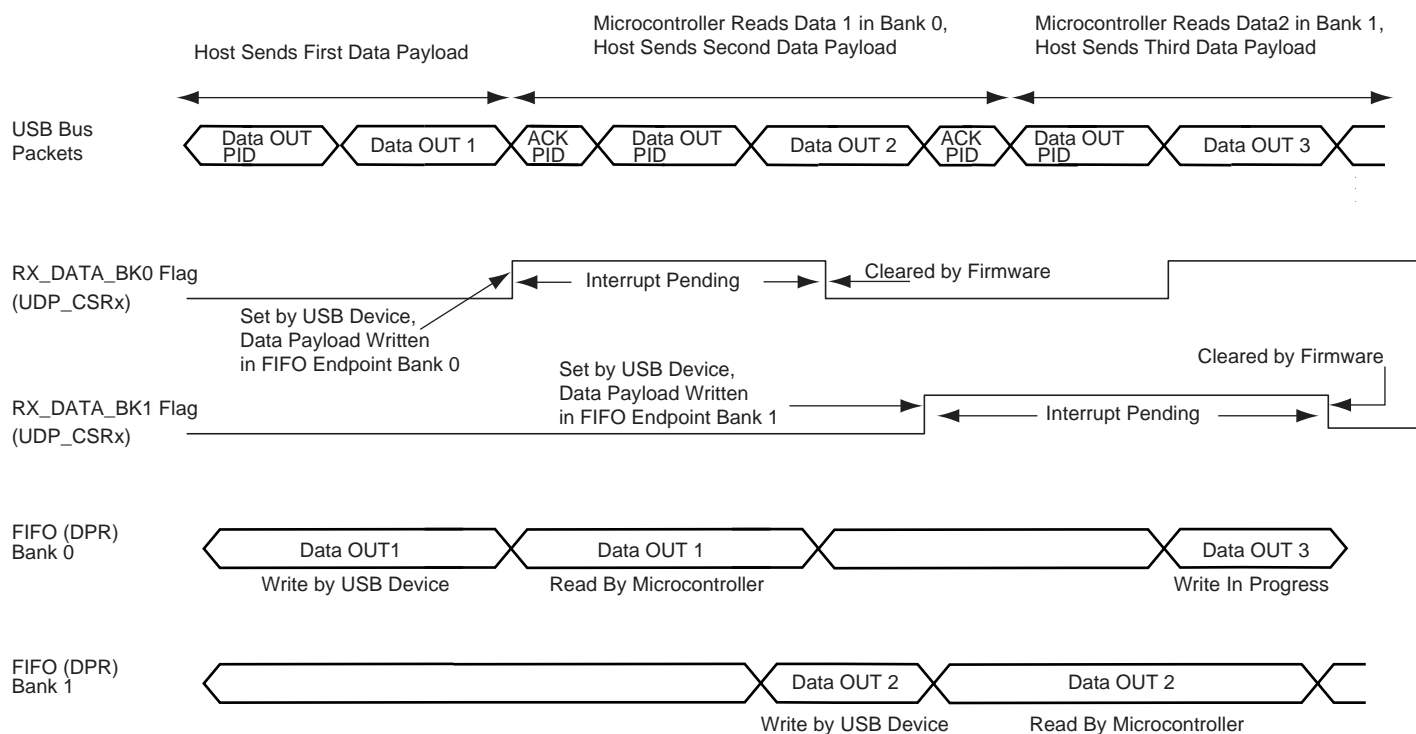 Host Sends First Data Payload
Microcontroller Reads Data 1 in Bank 0,
Host Sends Second Data Payload
Microcontroller Reads Data2 in Bank 1,
Host Sends Third Data Payload
USB Bus
Packets
Data OUT
PID
Data OUT 1
ACK
PID
Data OUT
PID
Data OUT 2
ACK
PID
Data OUT
PID
Data OUT 3
RX_DATA_BK0 Flag
(UDP_CSRx)
Interrupt Pending
Cleared by Firmware
Set by USB Device,
Data Payload Written
in FIFO Endpoint Bank 0
Cleared by Firmware
Set by USB Device,
Data Payload Written
in FIFO Endpoint Bank 1
RX_DATA_BK1 Flag
(UDP_CSRx)
Interrupt Pending
FIFO (DPR)
Bank 0
Data OUT1
Data OUT 1
Data OUT 3
Write by USB Device
Read By Microcontroller
Write In Progress
FIFO (DPR)
Bank 1
Data OUT 2
Data OUT 2
Write by USB Device
Read By Microcontroller